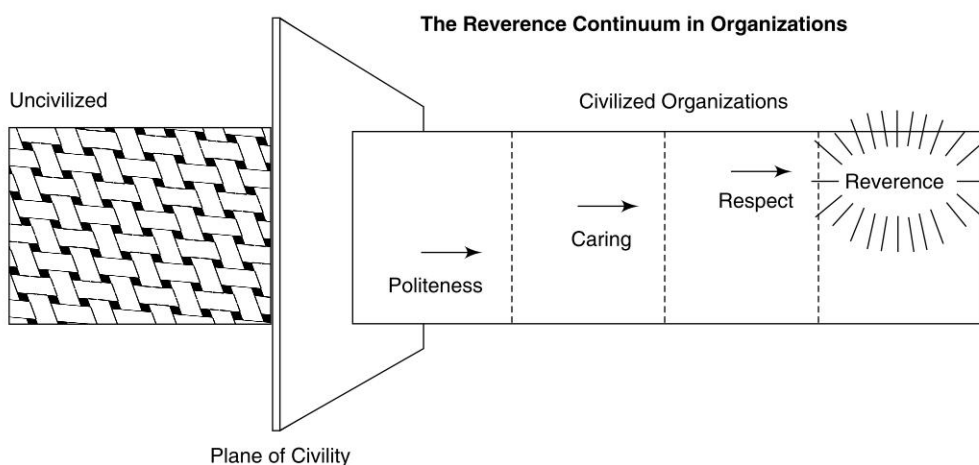 The Reverence Continuum in Organizations
Uncivilized
Civilized Organizations
Reverence
Respect
Caring
Politeness
Plane of Civility